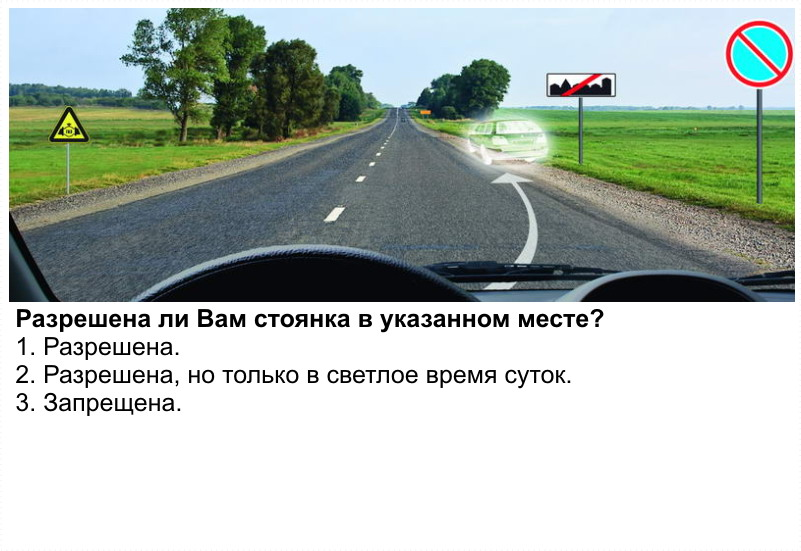 Разрешена ли Вам стоянка в указанном месте?
1. Разрешена.
2. Разрешена, но только в светлое время суток.
3. Запрещена.